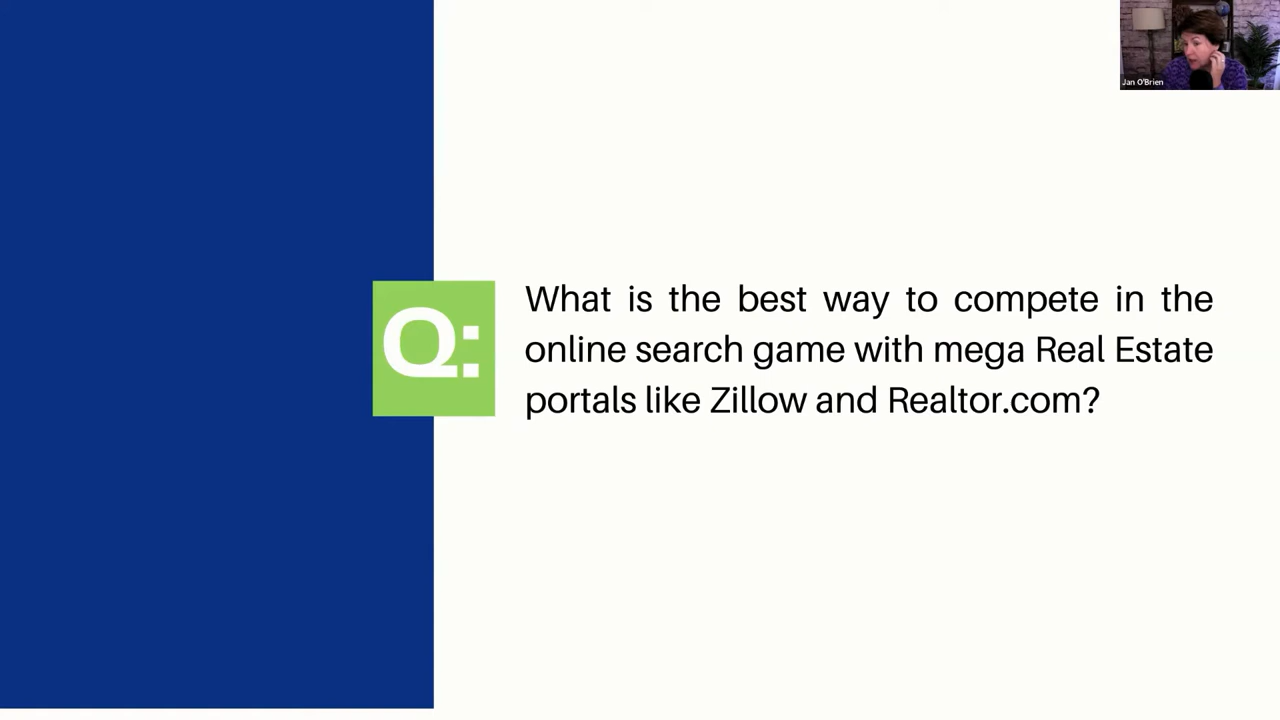 Jan O'Brien
Q:
What is the best way to compete in the
online search game with mega Real Estate
portals like Zillow and Realtor.com?